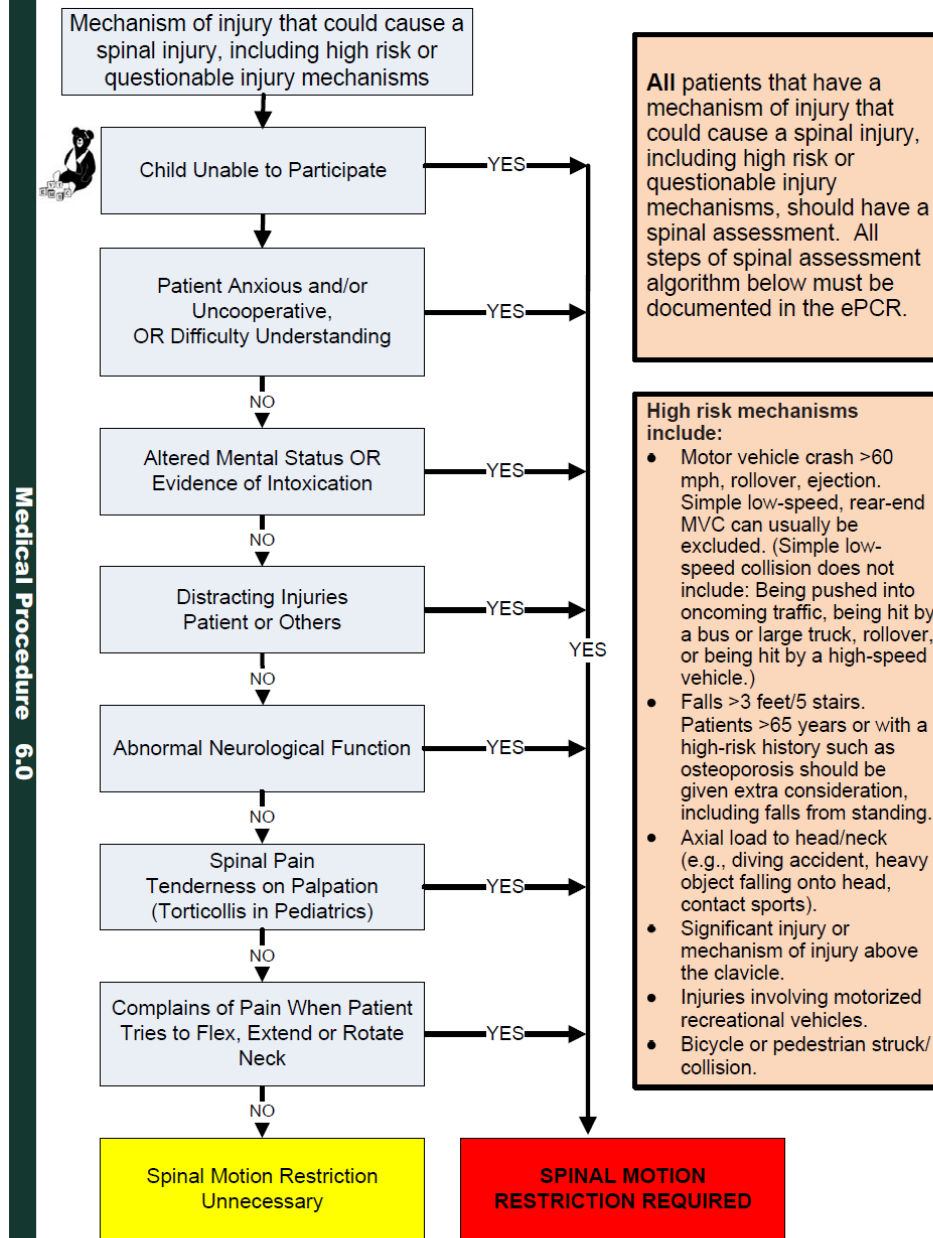 Mechanism of injury that could cause a
spinal injury, including high risk or
questionable injury mechanisms
Child Unable to Participate
YES
Patient Anxious and/or
Uncooperative,
OR Difficulty Understanding
YES
NO
Altered Mental Status OR
Evidence of Intoxication
YES
NO
Distracting Injuries
Patient or Others
YES
YES
NO
Abnormal Neurological Function
YES
NO
Spinal Pain
Tenderness on Palpation
(Torticollis in Pediatrics)
YES
NO
Complains of Pain When Patient
Tries to Flex, Extend or Rotate
Neck
YES
NO
Spinal Motion Restriction
Unnecessary
SPINAL MOTION
RESTRICTION REQUIRED
All patients that have a
mechanism of injury that
could cause a spinal injury,
including high risk or
questionable injury
mechanisms, should have a
spinal assessment. All
steps of spinal assessment
algorithm below must be
documented in the ePCR.
High risk mechanisms
include:
● Motor vehicle crash >60
mph, rollover, ejection.
Simple low-speed, rear-end
MVC can usually be
excluded. (Simple low-
speed collision does not
include: Being pushed into
oncoming traffic, being hit by
a bus or large truck, rollover,
or being hit by a high-speed
vehicle.)
● Falls >3 feet/5 stairs.
Patients >65 years or with a
high-risk history such as
osteoporosis should be
given extra consideration,
including falls from standing.
● Axial load to head/neck
(e.g., diving accident, heavy
object falling onto head,
contact sports).
● Significant injury or
mechanism of injury above
the clavicle.
● Injuries involving motorized
recreational vehicles.
● Bicycle or pedestrian struck/
collision.
Medical Procedure 6.0